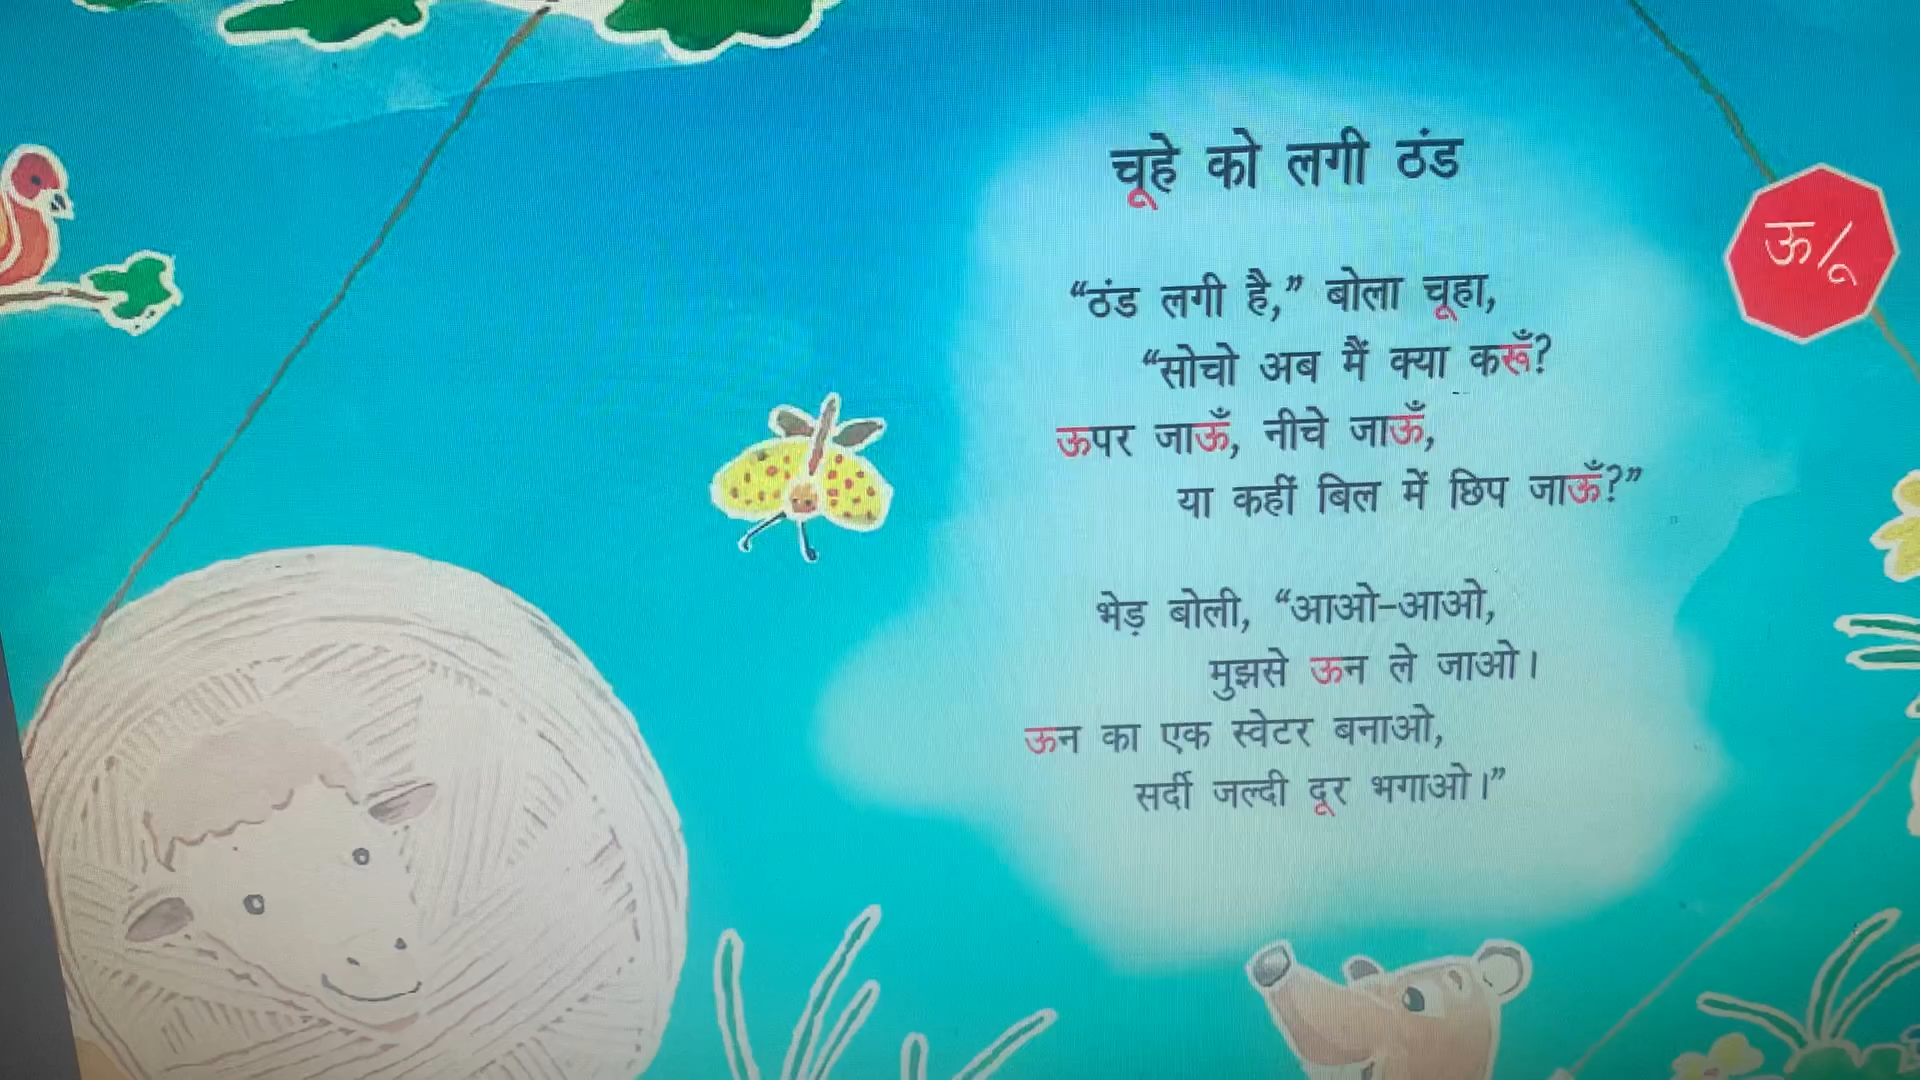 चूहे को लगी ठंड
ऊ/ू
“ठंड लगी है,” बोला चूहा,
“सोचो अब मैं क्या करूँ?
ऊपर जाऊँ, नीचे जाऊँ,
या कहीं बिल में छिप जाऊँ?”
भेड़ बोली, “आओ-आओ,
मुझसे ऊन ले जाओ।
ऊन का एक स्वेटर बनाओ,
सर्दी जल्दी दूर भगाओ।”